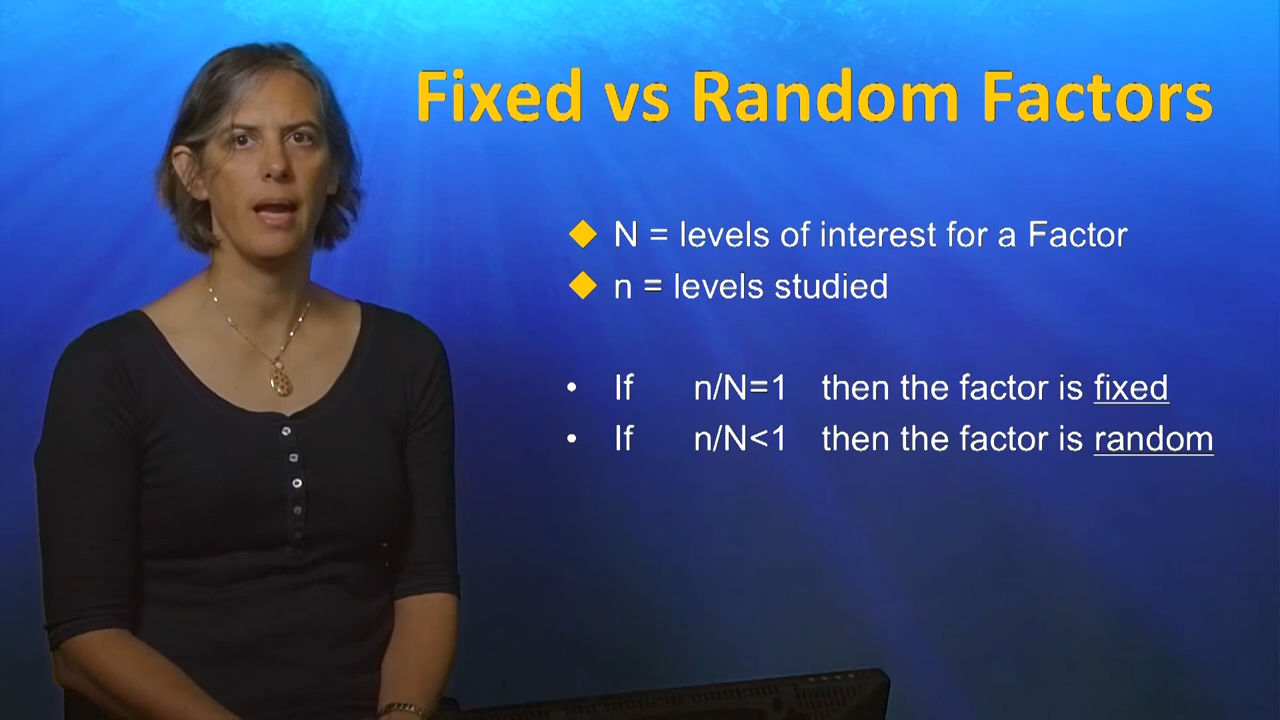 Fixed vs Random Factors
N = levels of interest for a Factor
n = levels studied
If n/N=1 then the factor is fixed
If n/N<1 then the factor is random